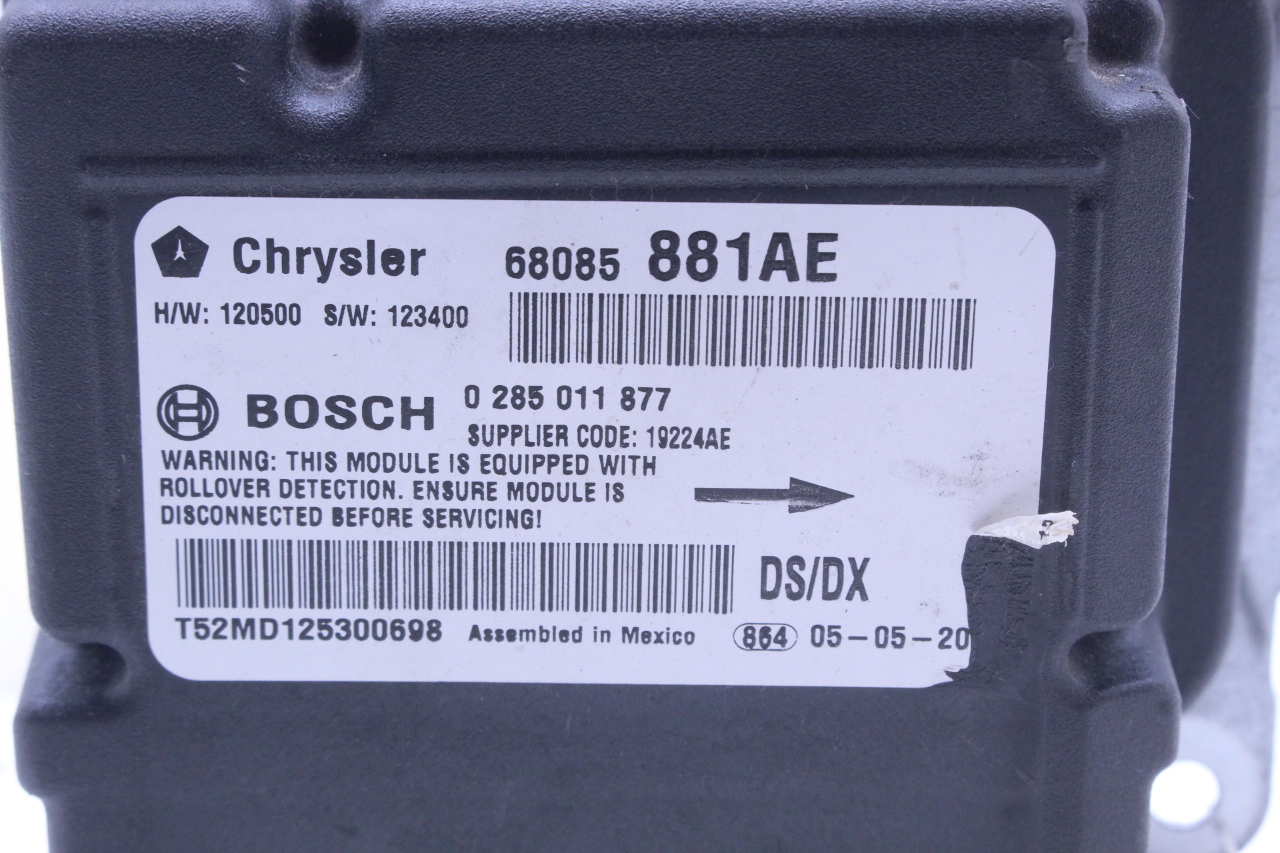 Chrysler 68085 881AE
H/W: 120500 S/W: 123400
BOSCH 0 285 011 877
SUPPLIER CODE: 19224AE
WARNING: THIS MODULE IS EQUIPPED WITH
ROLLOVER DETECTION. ENSURE MODULE IS
DISCONNECTED BEFORE SERVICING!
DS/DX
T52MD125300698 Assembled in Mexico 864 05-05-20